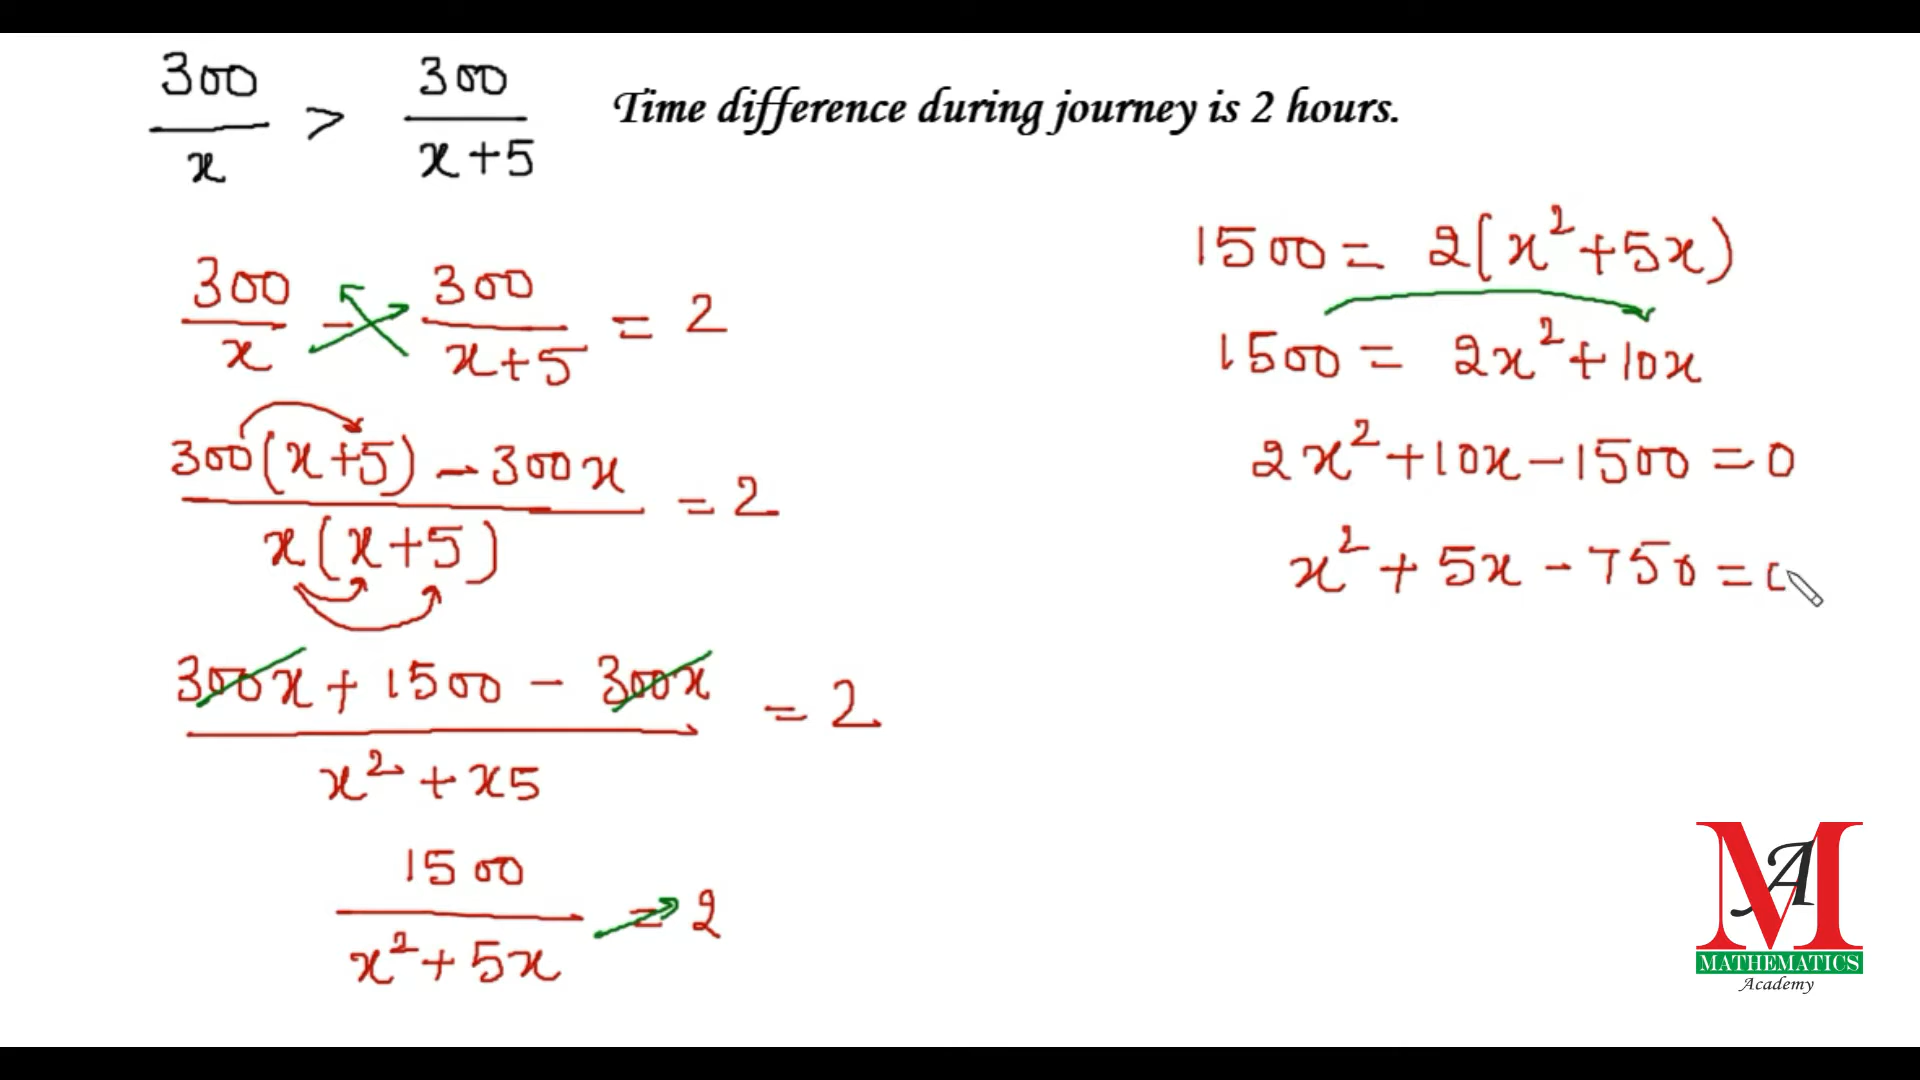 300/x > 300/x+5 Time difference during journey is 2 hours.
300/x - 300/x+5 = 2
300(x+5) - 300x / x(x+5) = 2
300x + 1500 - 300x / x² + x5 = 2
1500 / x² + 5x = 2
1500 = 2(x² + 5x)
1500 = 2x² + 10x
2x² + 10x - 1500 = 0
x² + 5x - 750 = 0
MA
MATHEMATICS
Academy